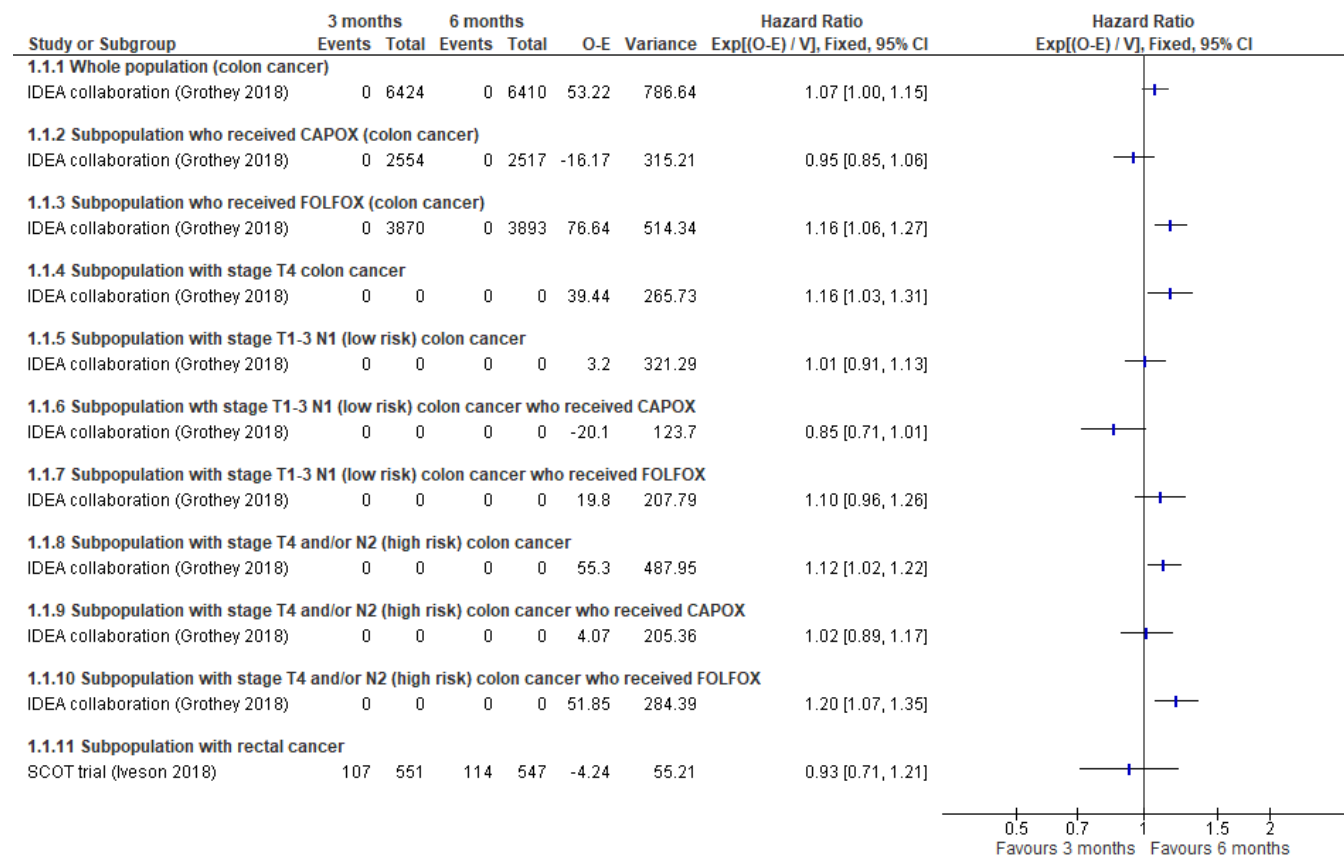 3 months 6 months Hazard Ratio Hazard Ratio
Study or Subgroup Events Total Events Total O-E Variance Exp[(O-E) / V], Fixed, 95% CI Exp[(O-E) / V], Fixed, 95% CI
1.1.1 Whole population (colon cancer)
IDEA collaboration (Grothey 2018) 0 6424 0 6410 53.22 786.64 1.07 [1.00, 1.15]
1.1.2 Subpopulation who received CAPOX (colon cancer)
IDEA collaboration (Grothey 2018) 0 2554 0 2517 -16.17 315.21 0.95 [0.85, 1.06]
1.1.3 Subpopulation who received FOLFOX (colon cancer)
IDEA collaboration (Grothey 2018) 0 3870 0 3893 76.64 514.34 1.16 [1.06, 1.27]
1.1.4 Subpopulation with stage T4 colon cancer
IDEA collaboration (Grothey 2018) 0 0 0 0 39.44 265.73 1.16 [1.03, 1.31]
1.1.5 Subpopulation with stage T1-3 N1 (low risk) colon cancer
IDEA collaboration (Grothey 2018) 0 0 0 0 3.2 321.29 1.01 [0.91, 1.13]
1.1.6 Subpopulation wth stage T1-3 N1 (low risk) colon cancer who received CAPOX
IDEA collaboration (Grothey 2018) 0 0 0 0 -20.1 123.7 0.85 [0.71, 1.01]
1.1.7 Subpopulation with stage T1-3 N1 (low risk) colon cancer who received FOLFOX
IDEA collaboration (Grothey 2018) 0 0 0 0 19.8 207.79 1.10 [0.96, 1.26]
1.1.8 Subpopulation with stage T4 and/or N2 (high risk) colon cancer
IDEA collaboration (Grothey 2018) 0 0 0 0 55.3 487.95 1.12 [1.02, 1.22]
1.1.9 Subpopulation with stage T4 and/or N2 (high risk) colon cancer who received CAPOX
IDEA collaboration (Grothey 2018) 0 0 0 0 4.07 205.36 1.02 [0.89, 1.17]
1.1.10 Subpopulation with stage T4 and/or N2 (high risk) colon cancer who received FOLFOX
IDEA collaboration (Grothey 2018) 0 0 0 0 51.85 284.39 1.20 [1.07, 1.35]
1.1.11 Subpopulation with rectal cancer
SCOT trial (Iveson 2018) 107 551 114 547 -4.24 55.21 0.93 [0.71, 1.21]
0.5 0.7 1 1.5 2
Favours 3 months Favours 6 months